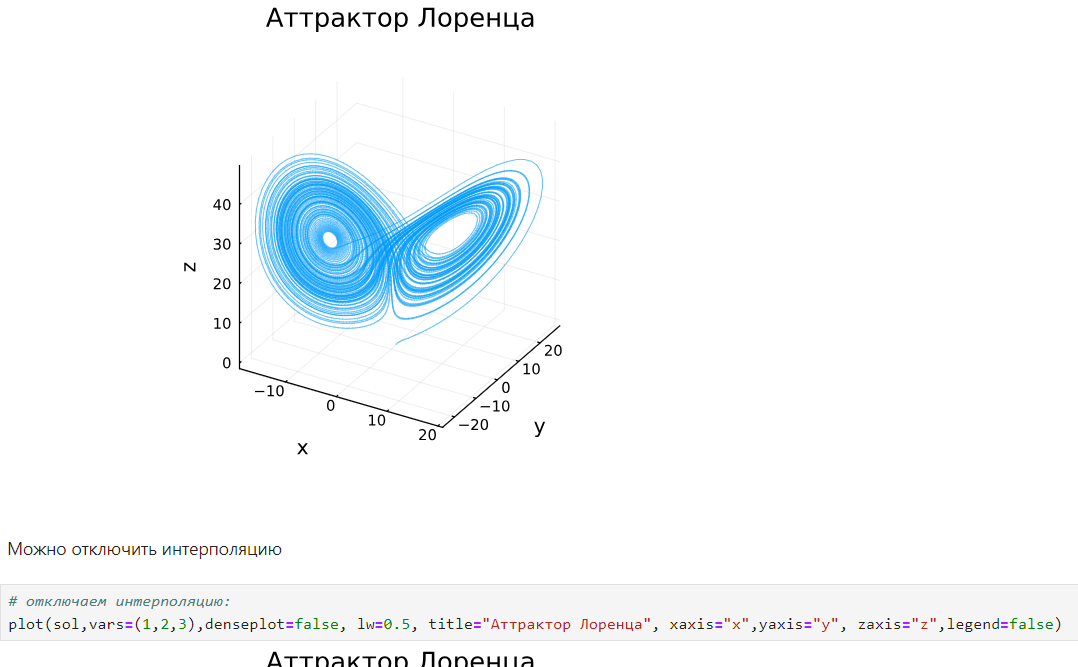 Аттрактор Лоренца
40
30
20
10
0
z
−10
0
10
20
x
20
10
0
−10
−20
y
Можно отключить интерполяцию
# отключаем интерполяцию:
plot(sol,vars=(1,2,3),denseplot=false, lw=0.5, title="Аттрактор Лоренца", xaxis="x",yaxis="y", zaxis="z",legend=false)
Аттрактор Лоренца